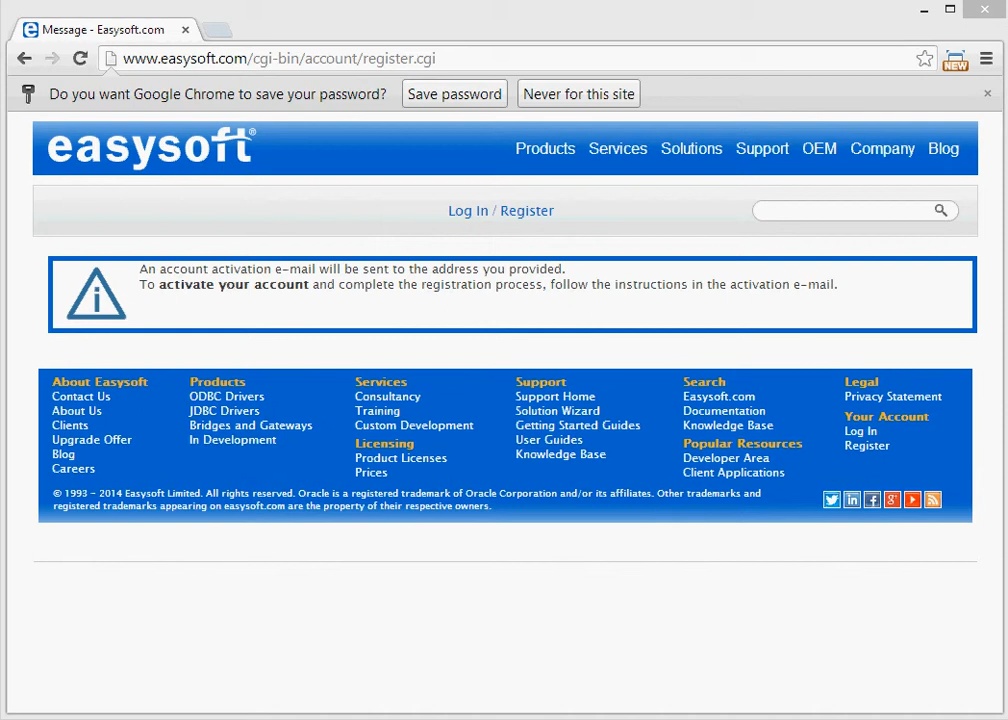 Message - Easysoft.com
www.easysoft.com/cgi-bin/account/register.cgi
NEW
Do you want Google Chrome to save your password? Save password Never for this site
easysoft®
Products Services Solutions Support OEM Company Blog
Log In / Register
An account activation e-mail will be sent to the address you provided.
To activate your account and complete the registration process, follow the instructions in the activation e-mail.
About Easysoft
Contact Us
About Us
Clients
Upgrade Offer
Blog
Careers
Products
ODBC Drivers
JDBC Drivers
Bridges and Gateways
In Development
Services
Consultancy
Training
Custom Development
Licensing
Product Licenses
Prices
Support
Support Home
Solution Wizard
Getting Started Guides
User Guides
Knowledge Base
Search
Easysoft.com
Documentation
Knowledge Base
Popular Resources
Developer Area
Client Applications
Legal
Privacy Statement
Your Account
Log In
Register
© 1993 - 2014 Easysoft Limited. All rights reserved. Oracle is a registered trademark of Oracle Corporation and/or its affiliates. Other trademarks and
registered trademarks appearing on easysoft.com are the property of their respective owners.